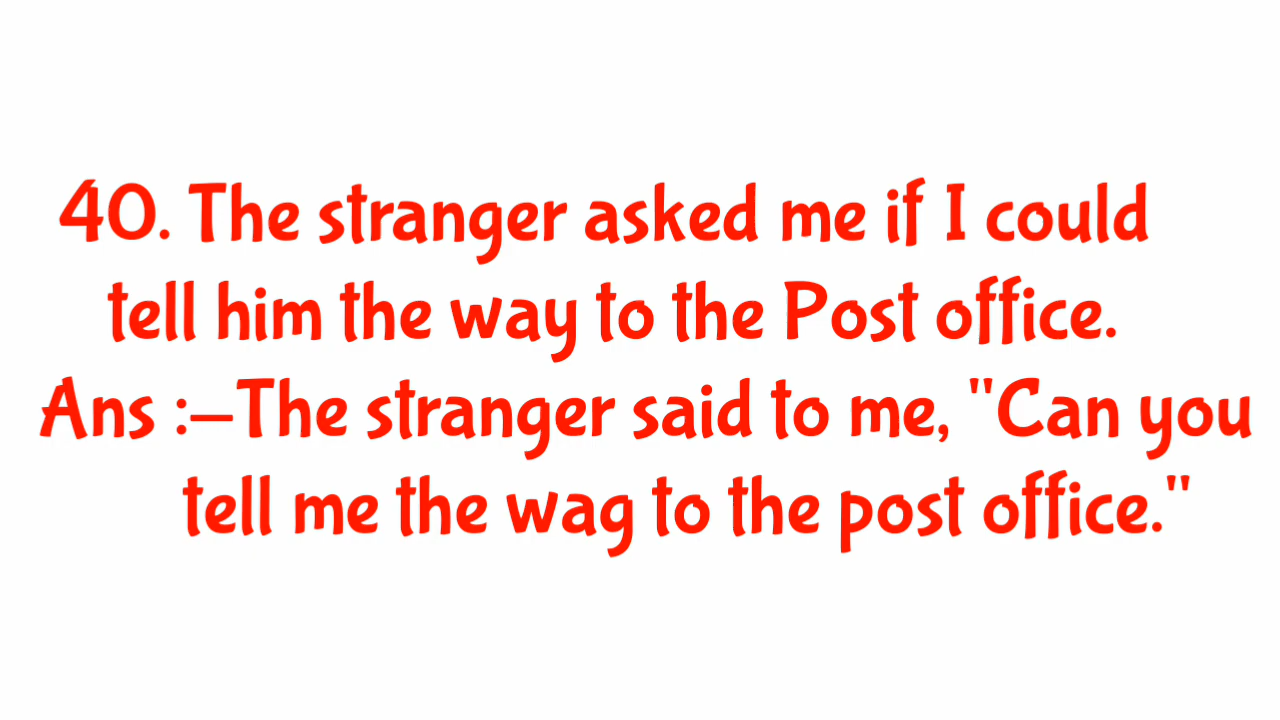 40. The stranger asked me if I could
tell him the way to the Post office.
Ans :–The stranger said to me, "Can you
tell me the wag to the post office."